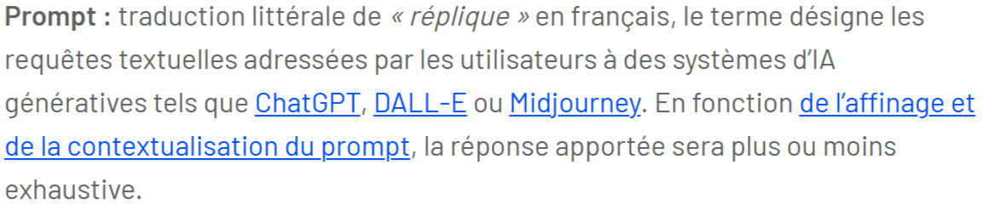 Prompt : traduction littérale de « réplique » en français, le terme désigne les
requêtes textuelles adressées par les utilisateurs à des systèmes d’IA
génératives tels que ChatGPT, DALL-E ou Midjourney. En fonction de l’affinage et
de la contextualisation du prompt, la réponse apportée sera plus ou moins
exhaustive.